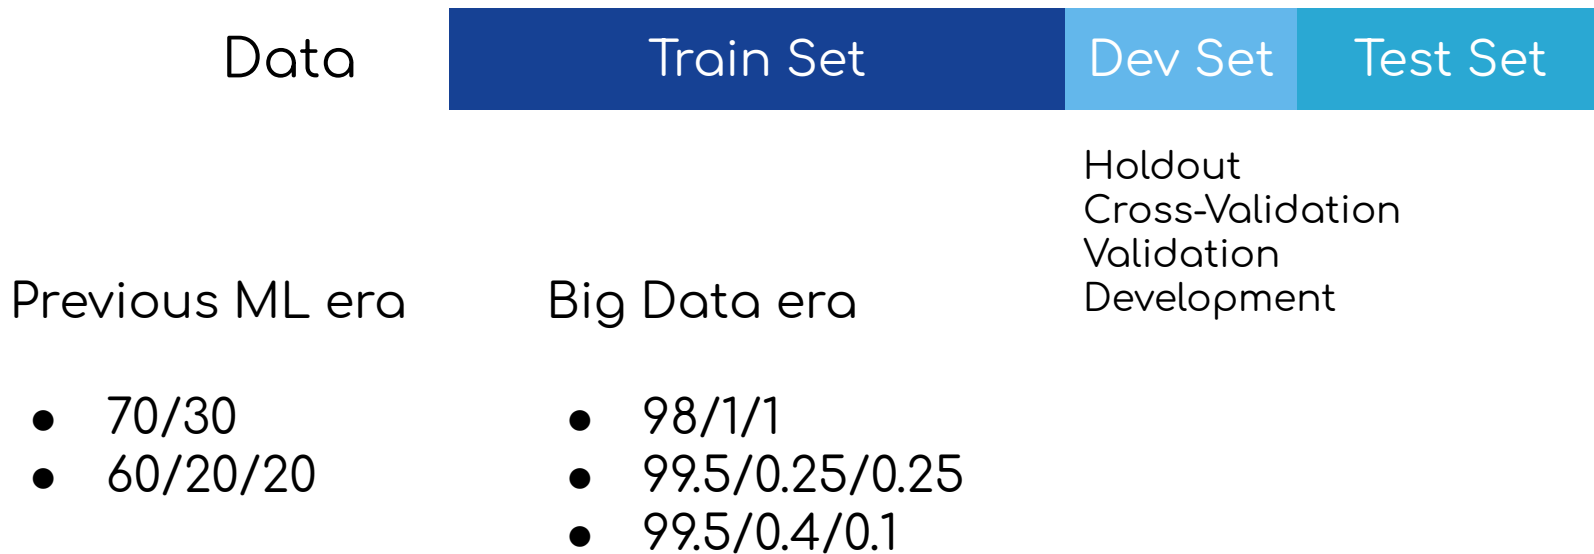 Data
Train Set
Dev Set
Test Set
Holdout
Cross-Validation
Validation
Development
Previous ML era
● 70/30
● 60/20/20
Big Data era
● 98/1/1
● 99.5/0.25/0.25
● 99.5/0.4/0.1